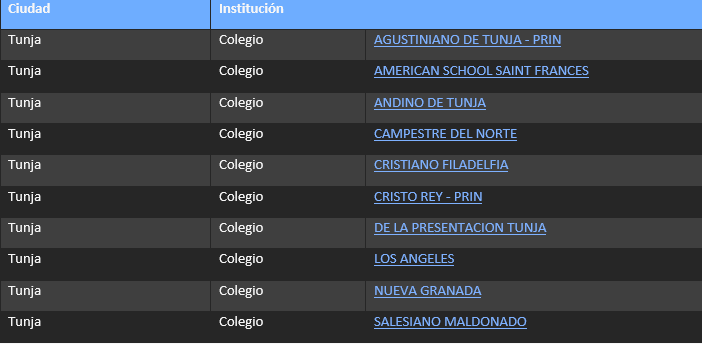 Ciudad Institución
Tunja Colegio AGUSTINIANO DE TUNJA - PRIN
Tunja Colegio AMERICAN SCHOOL SAINT FRANCES
Tunja Colegio ANDINO DE TUNJA
Tunja Colegio CAMPESTRE DEL NORTE
Tunja Colegio CRISTIANO FILADELFIA
Tunja Colegio CRISTO REY - PRIN
Tunja Colegio DE LA PRESENTACION TUNJA
Tunja Colegio LOS ANGELES
Tunja Colegio NUEVA GRANADA
Tunja Colegio SALESIANO MALDONADO